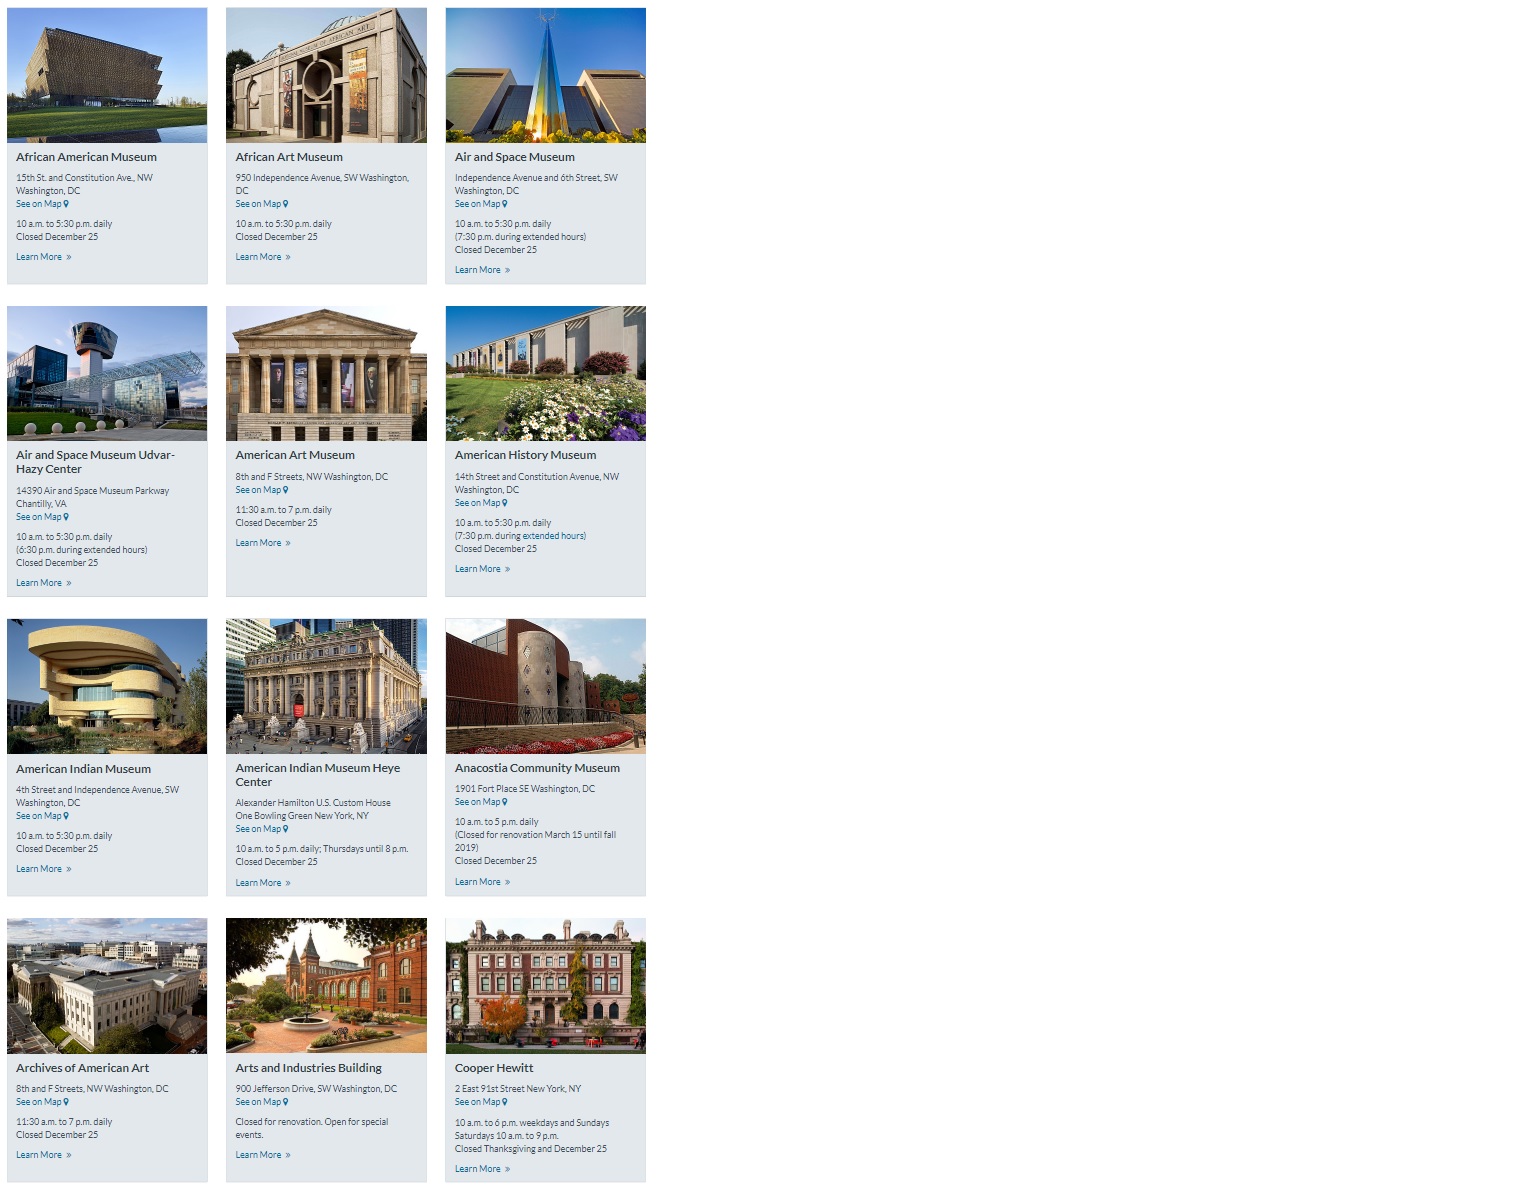 African American Museum
15th St. and Constitution Ave., NW
Washington, DC
See on Map
10 a.m. to 5:30 p.m. daily
Closed December 25
Learn More »
African Art Museum
950 Independence Avenue, SW Washington,
DC
See on Map
10 a.m. to 5:30 p.m. daily
Closed December 25
Learn More »
Air and Space Museum
Independence Avenue and 6th Street, SW
Washington, DC
See on Map
10 a.m. to 5:30 p.m. daily
(7:30 p.m. during extended hours)
Closed December 25
Learn More »
Air and Space Museum Udvar-
Hazy Center
14390 Air and Space Museum Parkway
Chantilly, VA
See on Map
10 a.m. to 5:30 p.m. daily
(6:30 p.m. during extended hours)
Closed December 25
Learn More »
American Art Museum
8th and F Streets, NW Washington, DC
See on Map
11:30 a.m. to 7 p.m. daily
Closed December 25
Learn More »
American History Museum
14th Street and Constitution Avenue, NW
Washington, DC
See on Map
10 a.m. to 5:30 p.m. daily
(7:30 p.m. during extended hours)
Closed December 25
Learn More »
American Indian Museum
4th Street and Independence Avenue, SW
Washington, DC
See on Map
10 a.m. to 5:30 p.m. daily
Closed December 25
Learn More »
American Indian Museum Heye
Center
Alexander Hamilton U.S. Custom House
One Bowling Green New York, NY
See on Map
10 a.m. to 5 p.m. daily; Thursdays until 8 p.m.
Closed December 25
Learn More »
Anacostia Community Museum
1901 Fort Place SE Washington, DC
See on Map
10 a.m. to 5 p.m. daily
(Closed for renovation March 15 until fall
2019)
Closed December 25
Learn More »
Archives of American Art
8th and F Streets, NW Washington, DC
See on Map
11:30 a.m. to 7 p.m. daily
Closed December 25
Learn More »
Arts and Industries Building
900 Jefferson Drive, SW Washington, DC
See on Map
Closed for renovation. Open for special
events.
Learn More »
Cooper Hewitt
2 East 91st Street New York, NY
See on Map
10 a.m. to 6 p.m. weekdays and Sundays
Saturdays 10 a.m. to 9 p.m.
Closed Thanksgiving and December 25
Learn More »